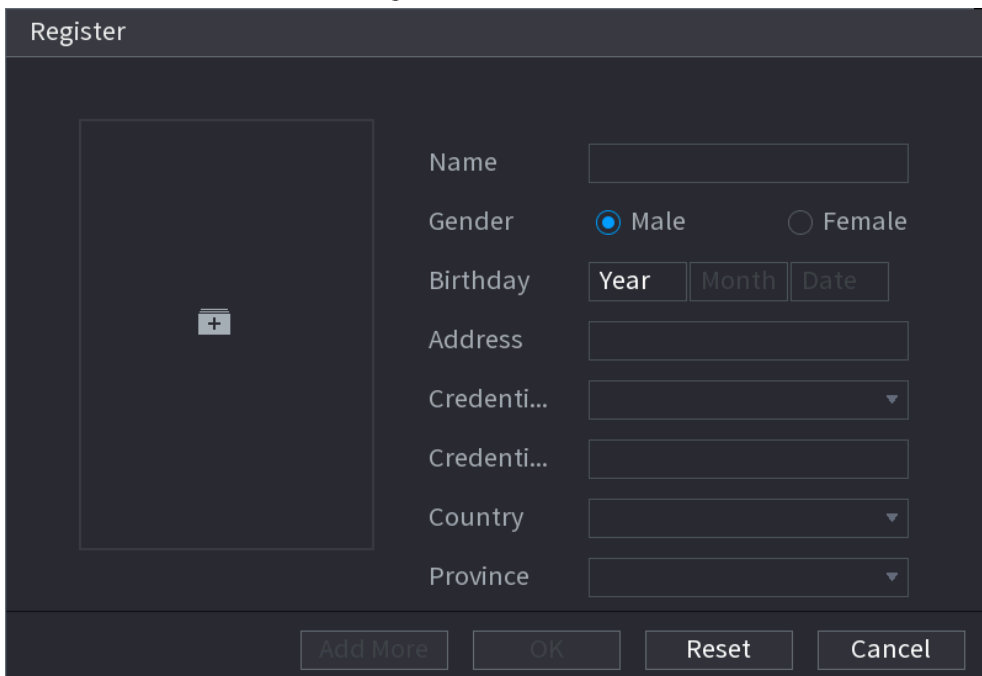 Register
Name
Gender Male Female
Birthday Year Month Date
Address
Credenti...
Credenti...
Country
Province
Add More OK Reset Cancel